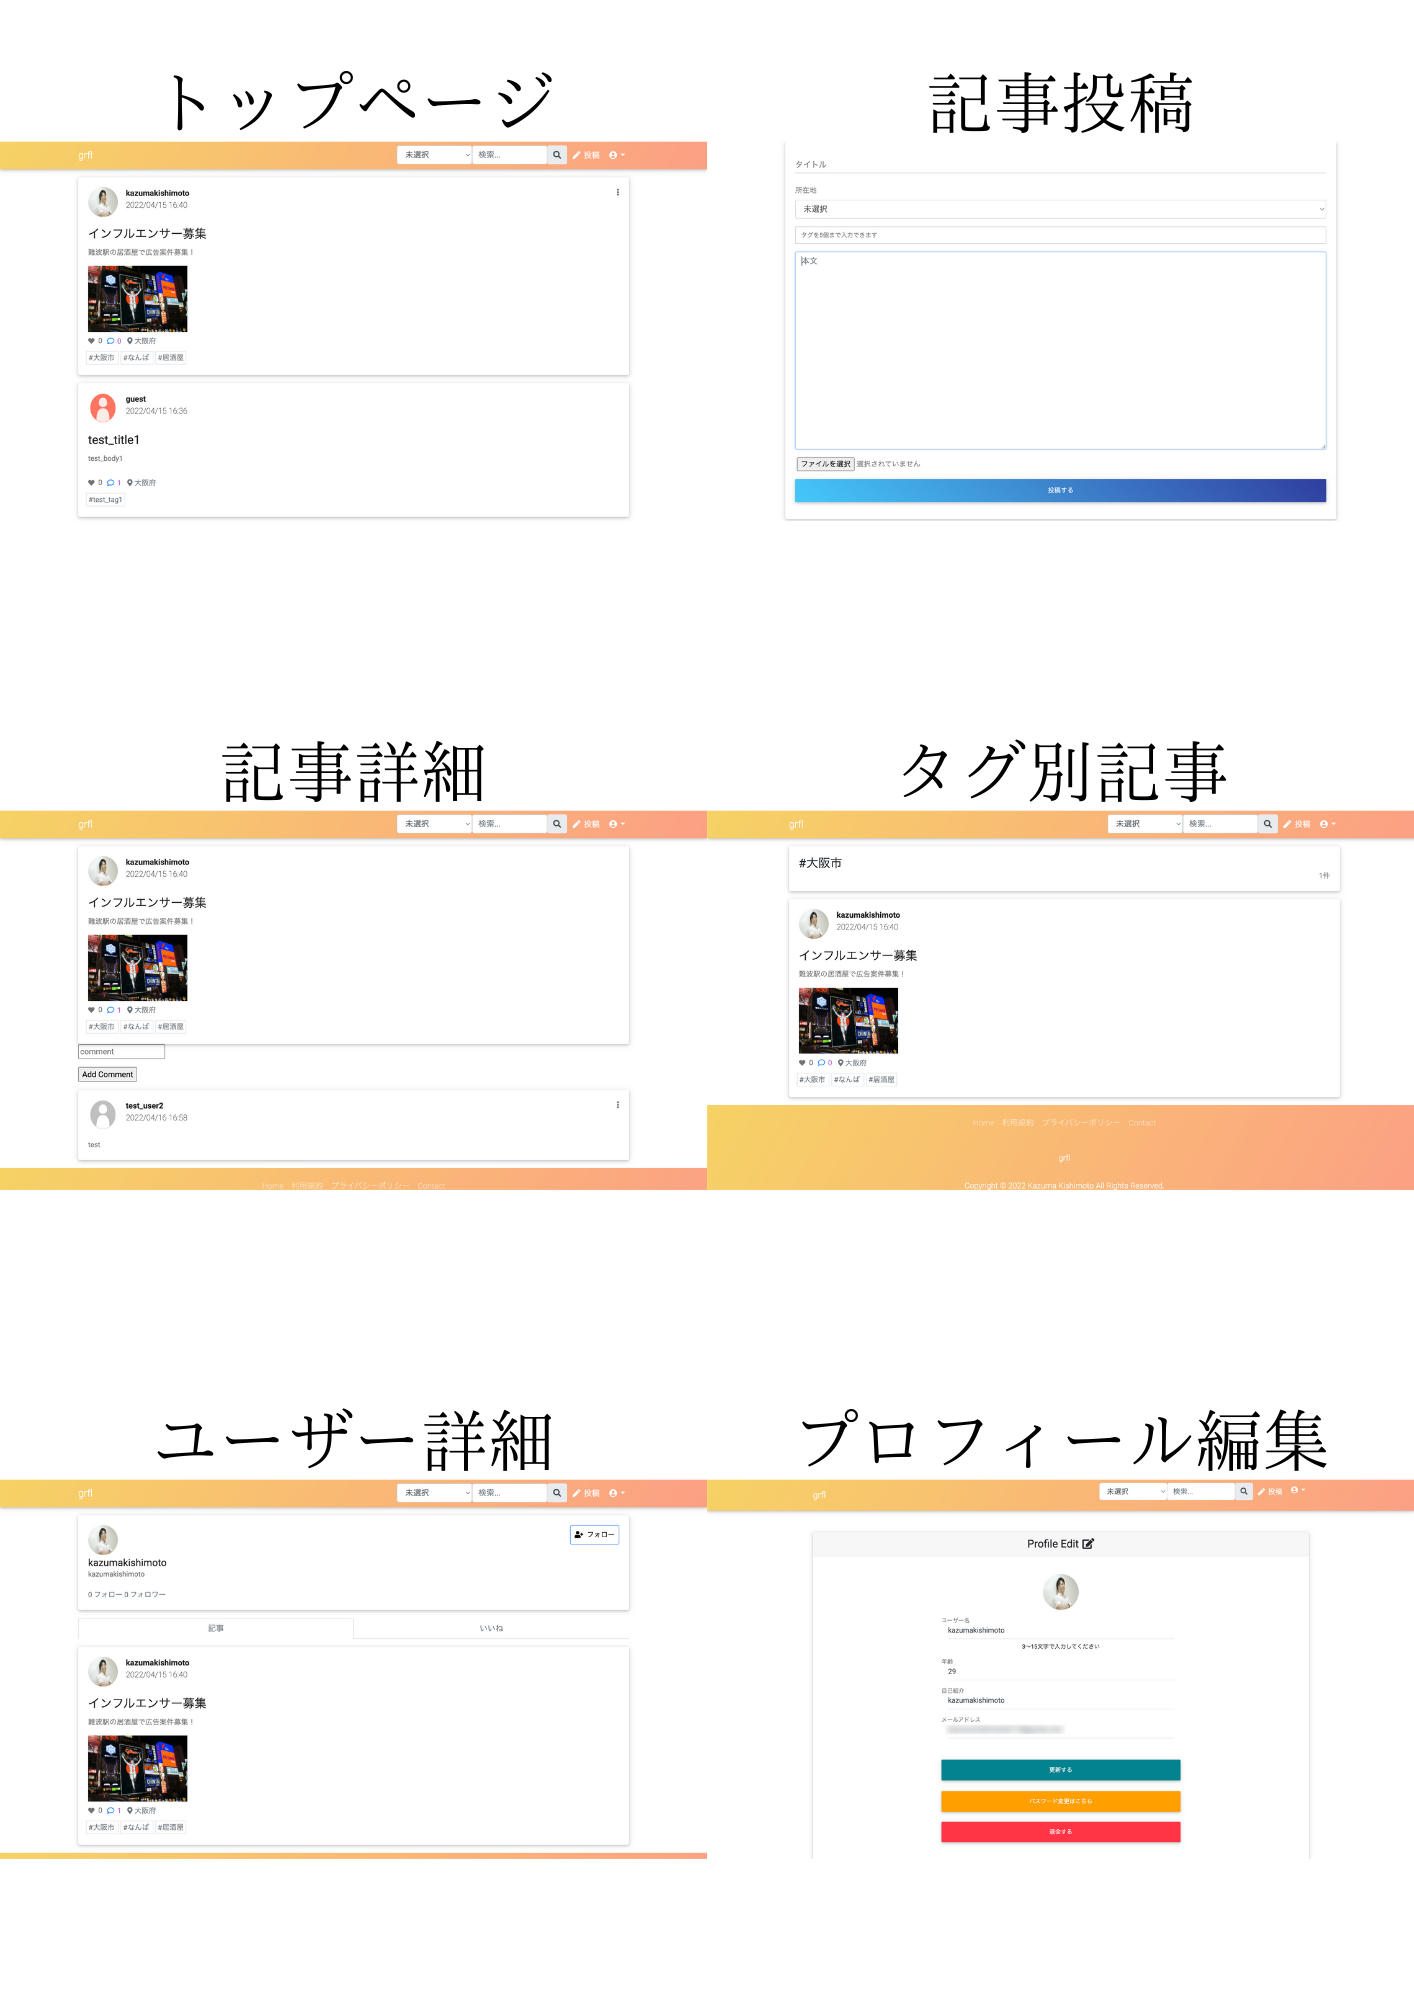 トップページ
grfl 未選択 検索... 投稿
kazumakishimoto
2022/04/15 16:40
インフルエンサー募集
難波駅の居酒屋で広告案件募集！
0 0 大阪府
#大阪市 #なんば #居酒屋
guest
2022/04/15 16:36
test_title1
test_body1
0 1 大阪府
#test_tag1
記事投稿
タイトル
所在地
未選択
タグを5個まで入力できます
本文
ファイルを選択 選択されていません
投稿する
記事詳細
grfl 未選択 検索... 投稿
kazumakishimoto
2022/04/15 16:40
インフルエンサー募集
難波駅の居酒屋で広告案件募集！
0 1 大阪府
#大阪市 #なんば #居酒屋
comment
Add Comment
test_user2
2022/04/16 16:58
test
Home 利用規約 プライバシーポリシー Contact
タグ別記事
grfl 未選択 検索... 投稿
#大阪市
1件
kazumakishimoto
2022/04/15 16:40
インフルエンサー募集
難波駅の居酒屋で広告案件募集！
0 0 大阪府
#大阪市 #なんば #居酒屋
Home 利用規約 プライバシーポリシー Contact
grfl
Copyright © 2022 Kazuma Kishimoto All Rights Reserved.
ユーザー詳細
grfl 未選択 検索... 投稿
フォロー
kazumakishimoto
kazumakishimoto
0 フォロー 0 フォロワー
記事 いいね
kazumakishimoto
2022/04/15 16:40
インフルエンサー募集
難波駅の居酒屋で広告案件募集！
0 1 大阪府
#大阪市 #なんば #居酒屋
プロフィール編集
grfl 未選択 検索... 投稿
Profile Edit
ユーザー名
kazumakishimoto
3〜15文字で入力してください
年齢
29
自己紹介
kazumakishimoto
メールアドレス
更新する
パスワード変更はこちら
退会する